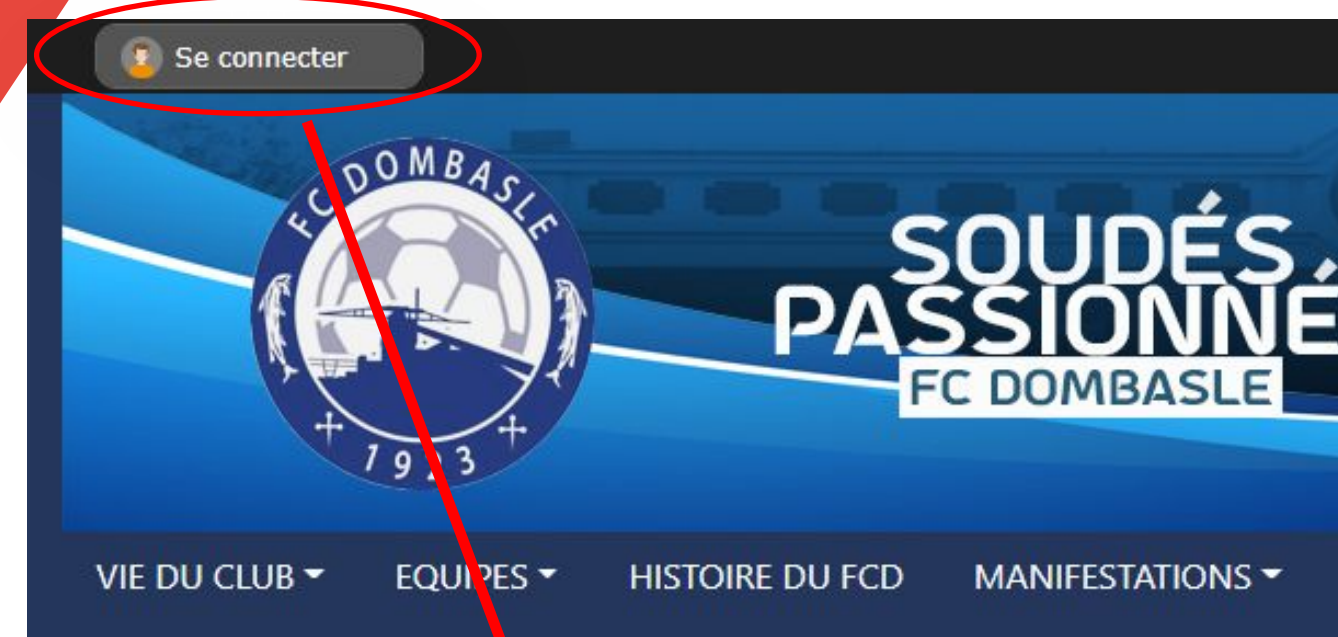 Se connecter
FC DOMBASLE
1923
SOUDÉS
PASSIONNÉ
FC DOMBASLE
VIE DU CLUB
EQUIPES
HISTOIRE DU FCD
MANIFESTATIONS